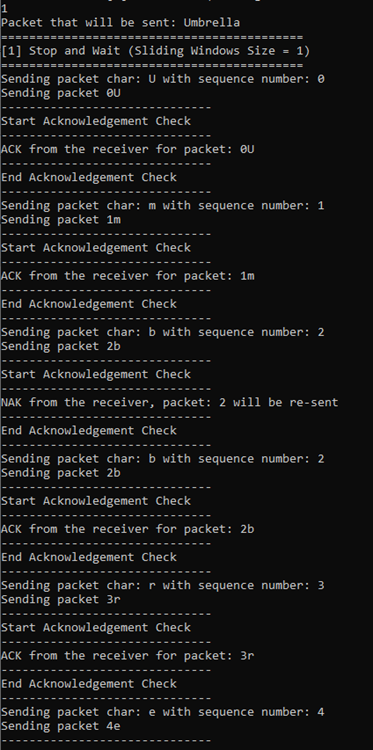 1
Packet that will be sent: Umbrella
===========================================
[1] Stop and Wait (Sliding Windows Size = 1)
===========================================
Sending packet char: U with sequence number: 0
Sending packet 0U
------------------------------
Start Acknowledgement Check
------------------------------
ACK from the receiver for packet: 0U
------------------------------
End Acknowledgement Check
------------------------------
Sending packet char: m with sequence number: 1
Sending packet 1m
------------------------------
Start Acknowledgement Check
------------------------------
ACK from the receiver for packet: 1m
------------------------------
End Acknowledgement Check
------------------------------
Sending packet char: b with sequence number: 2
Sending packet 2b
------------------------------
Start Acknowledgement Check
------------------------------
NAK from the receiver, packet: 2 will be re-sent
------------------------------
End Acknowledgement Check
------------------------------
Sending packet char: b with sequence number: 2
Sending packet 2b
------------------------------
Start Acknowledgement Check
------------------------------
ACK from the receiver for packet: 2b
------------------------------
End Acknowledgement Check
------------------------------
Sending packet char: r with sequence number: 3
Sending packet 3r
------------------------------
Start Acknowledgement Check
------------------------------
ACK from the receiver for packet: 3r
------------------------------
End Acknowledgement Check
------------------------------
Sending packet char: e with sequence number: 4
Sending packet 4e
------------------------------